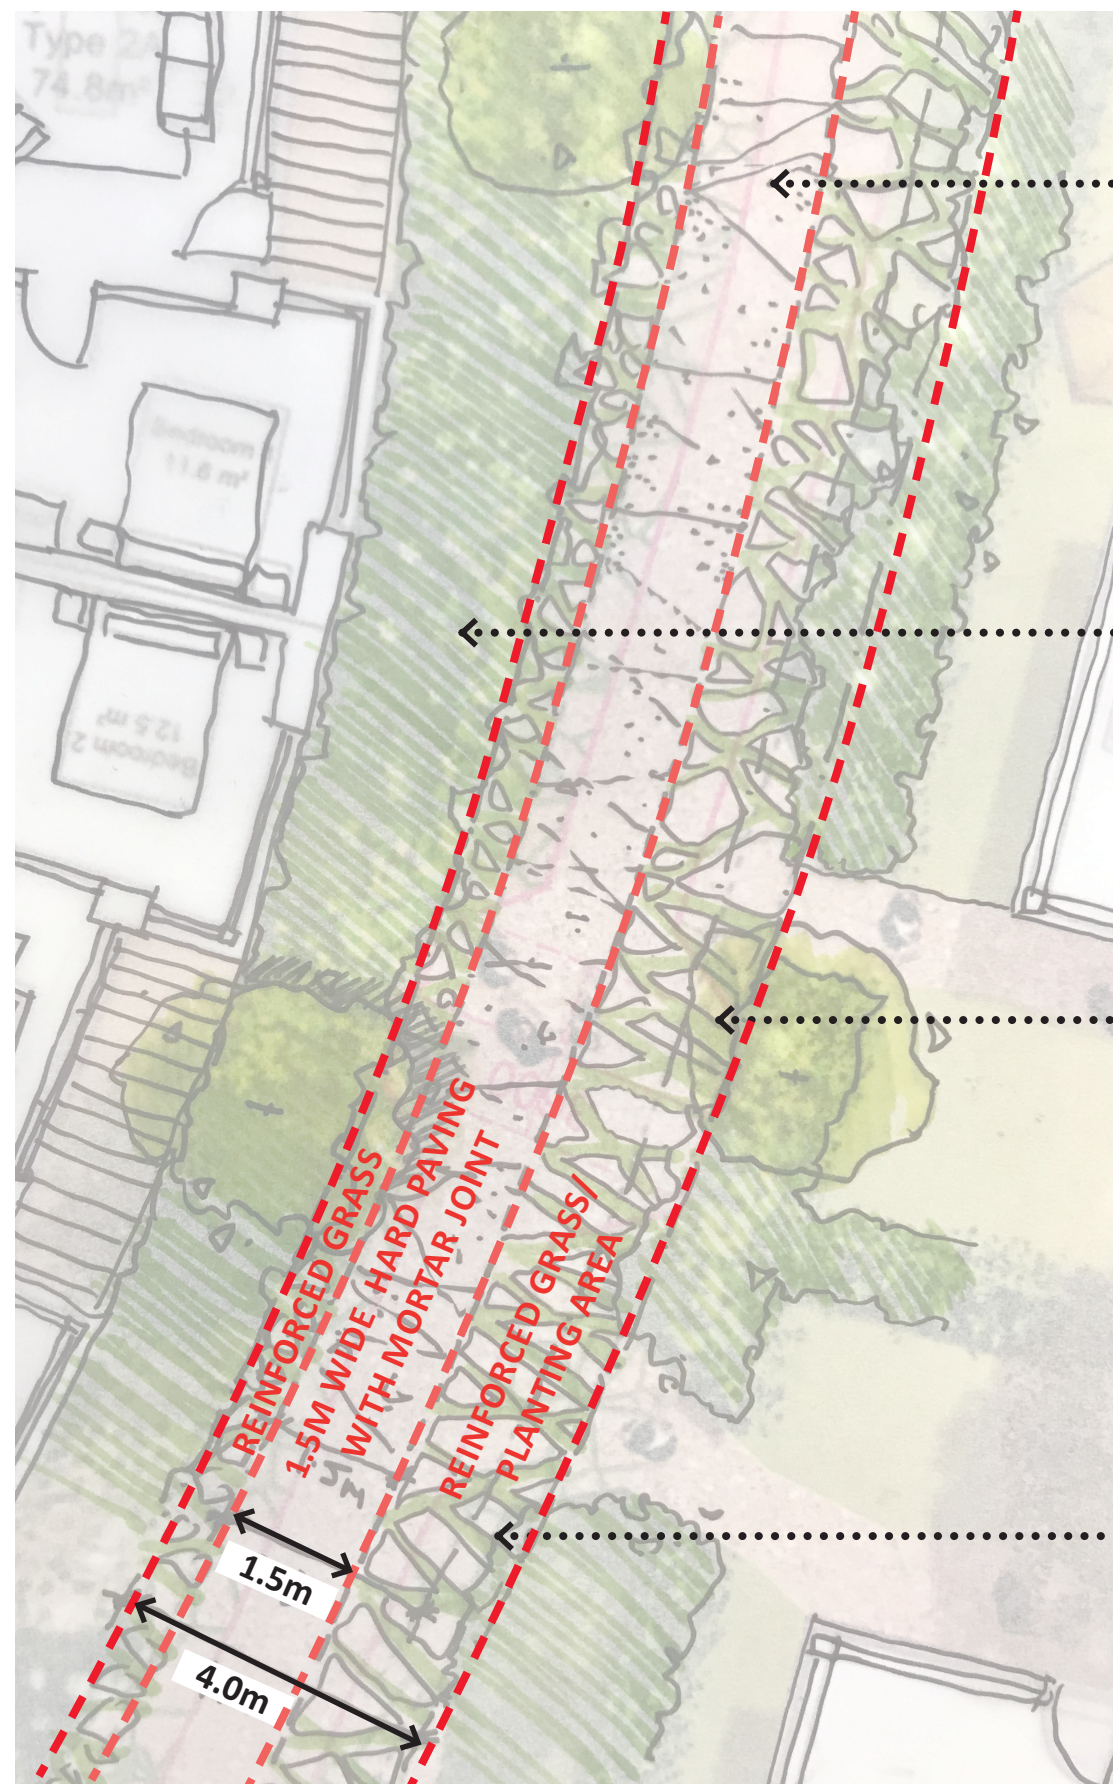 Type 2A
74.8m²
Bedroom
11.6 m²
Bedroom 2
12.5 m²
REINFORCED GRASS
1.5M WIDE HARD PAVING
WITH MORTAR JOINT
REINFORCED GRASS/
PLANTING AREA
1.5m
4.0m